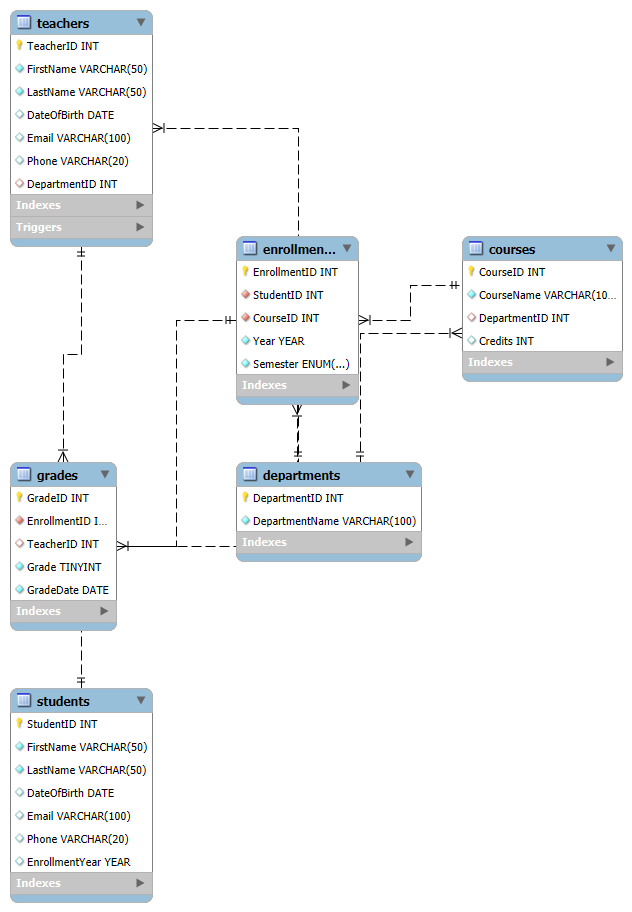 teachers
TeacherID INT
FirstName VARCHAR(50)
LastName VARCHAR(50)
DateOfBirth DATE
Email VARCHAR(100)
Phone VARCHAR(20)
DepartmentID INT
Indexes
Triggers
enrollmen...
EnrollmentID INT
StudentID INT
CourseID INT
Year YEAR
Semester ENUM(...)
Indexes
courses
CourseID INT
CourseName VARCHAR(10...
DepartmentID INT
Credits INT
Indexes
grades
GradeID INT
EnrollmentID I...
TeacherID INT
Grade TINYINT
GradeDate DATE
Indexes
departments
DepartmentID INT
DepartmentName VARCHAR(100)
Indexes
students
StudentID INT
FirstName VARCHAR(50)
LastName VARCHAR(50)
DateOfBirth DATE
Email VARCHAR(100)
Phone VARCHAR(20)
EnrollmentYear YEAR
Indexes